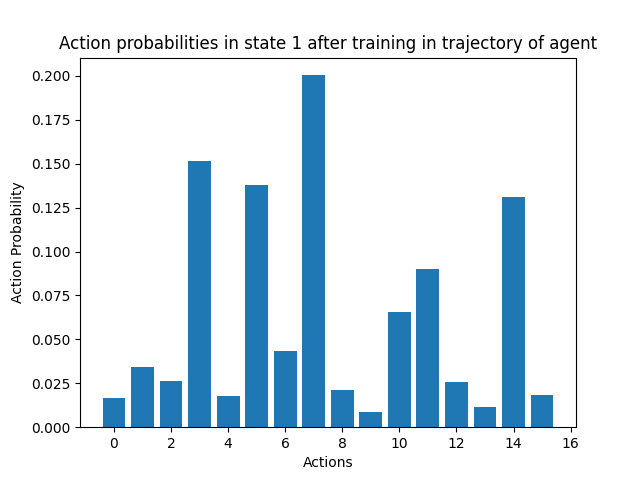 Action probabilities in state 1 after training in trajectory of agent
0.200
0.175
0.150
0.125
0.100
0.075
0.050
0.025
0.000
Action Probability
0 2 4 6 8 10 12 14 16
Actions